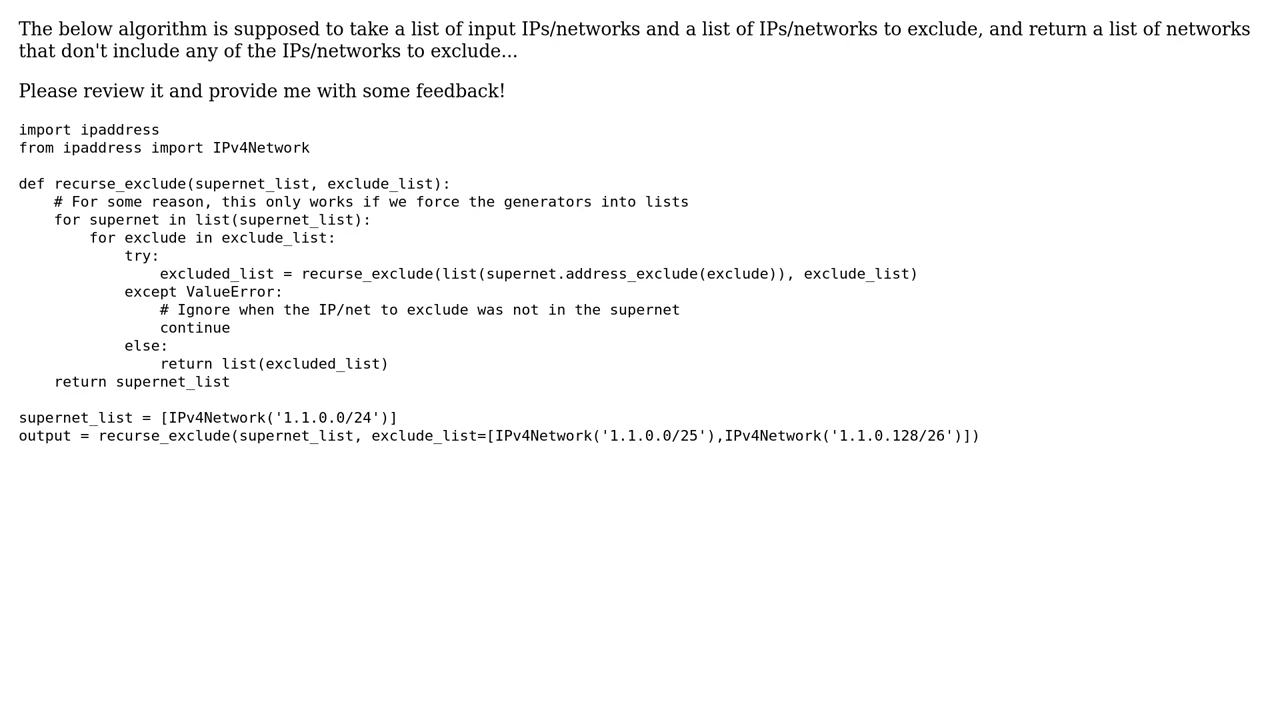 The below algorithm is supposed to take a list of input IPs/networks and a list of IPs/networks to exclude, and return a list of networks
that don't include any of the IPs/networks to exclude...
Please review it and provide me with some feedback!
import ipaddress
from ipaddress import IPv4Network
def recurse_exclude(supernet_list, exclude_list):
    # For some reason, this only works if we force the generators into lists
    for supernet in list(supernet_list):
        for exclude in exclude_list:
            try:
                excluded_list = recurse_exclude(list(supernet.address_exclude(exclude)), exclude_list)
            except ValueError:
                # Ignore when the IP/net to exclude was not in the supernet
                continue
            else:
                return list(excluded_list)
    return supernet_list
supernet_list = [IPv4Network('1.1.0.0/24')]
output = recurse_exclude(supernet_list, exclude_list=[IPv4Network('1.1.0.0/25'),IPv4Network('1.1.0.128/26')])